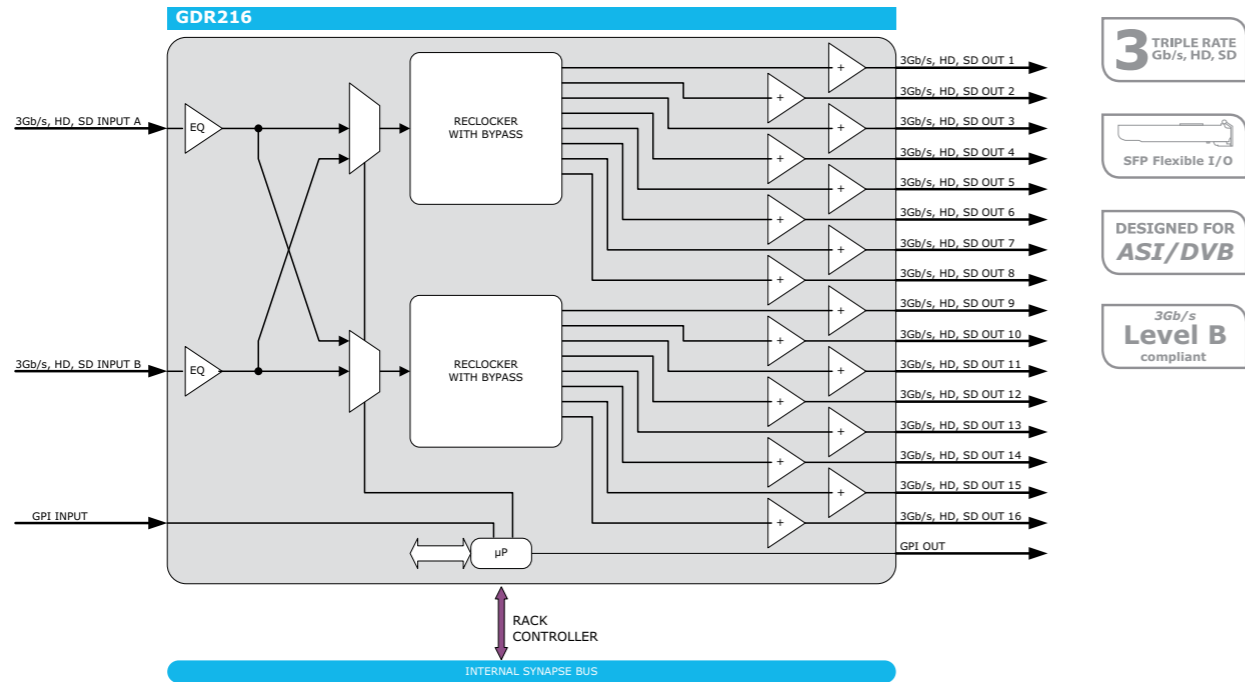 GDR216
3Gb/s, HD, SD INPUT A
EQ
RECLOCKER
WITH BYPASS
3Gb/s, HD, SD OUT 1
+
3Gb/s, HD, SD OUT 2
+
3Gb/s, HD, SD OUT 3
+
3Gb/s, HD, SD OUT 4
+
3Gb/s, HD, SD OUT 5
+
3Gb/s, HD, SD OUT 6
+
3Gb/s, HD, SD OUT 7
+
3Gb/s, HD, SD OUT 8
+
3Gb/s, HD, SD INPUT B
EQ
RECLOCKER
WITH BYPASS
3Gb/s, HD, SD OUT 9
+
3Gb/s, HD, SD OUT 10
+
3Gb/s, HD, SD OUT 11
+
3Gb/s, HD, SD OUT 12
+
3Gb/s, HD, SD OUT 13
+
3Gb/s, HD, SD OUT 14
+
3Gb/s, HD, SD OUT 15
+
3Gb/s, HD, SD OUT 16
+
GPI INPUT
µP
GPI OUT
RACK
CONTROLLER
INTERNAL SYNAPSE BUS
3 TRIPLE RATE
Gb/s, HD, SD
SFP Flexible I/O
DESIGNED FOR
ASI/DVB
3Gb/s
Level B
compliant